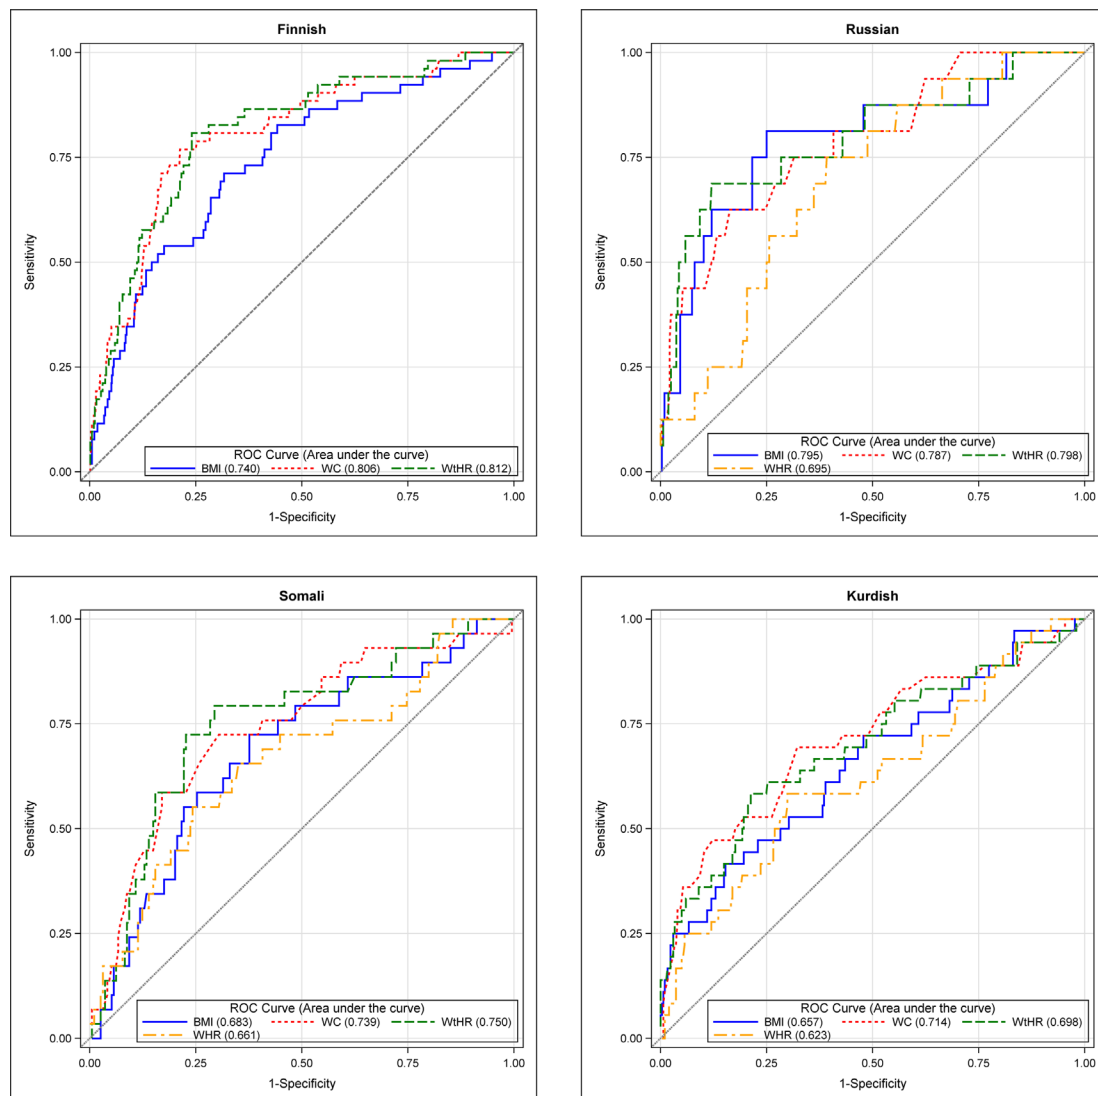 Finnish
1.00
0.75
0.50
0.25
0.00
Sensitivity
ROC Curve (Area under the curve)
BMI (0.740) WC (0.806) WtHR (0.812)
0.00 0.25 0.50 0.75 1.00
1-Specificity
Russian
1.00
0.75
0.50
0.25
0.00
Sensitivity
ROC Curve (Area under the curve)
BMI (0.795) WC (0.787) WtHR (0.798)
WHR (0.695)
0.00 0.25 0.50 0.75 1.00
1-Specificity
Somali
1.00
0.75
0.50
0.25
0.00
Sensitivity
ROC Curve (Area under the curve)
BMI (0.683) WC (0.739) WtHR (0.750)
WHR (0.661)
0.00 0.25 0.50 0.75 1.00
1-Specificity
Kurdish
1.00
0.75
0.50
0.25
0.00
Sensitivity
ROC Curve (Area under the curve)
BMI (0.657) WC (0.714) WtHR (0.698)
WHR (0.623)
0.00 0.25 0.50 0.75 1.00
1-Specificity